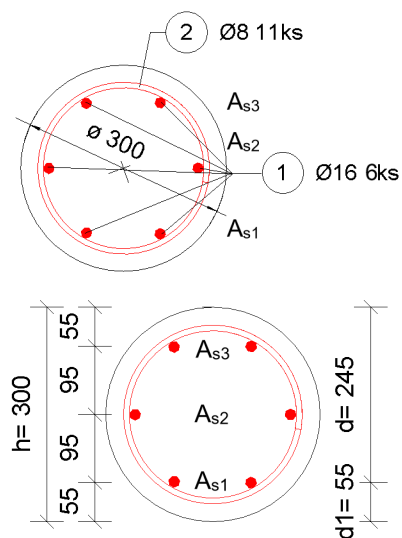 2 Ø8 11ks
As3
ø 300
As2
1 Ø16 6ks
As1
55
As3
95
h= 300
As2
d= 245
95
As1
55
55
d1= 55